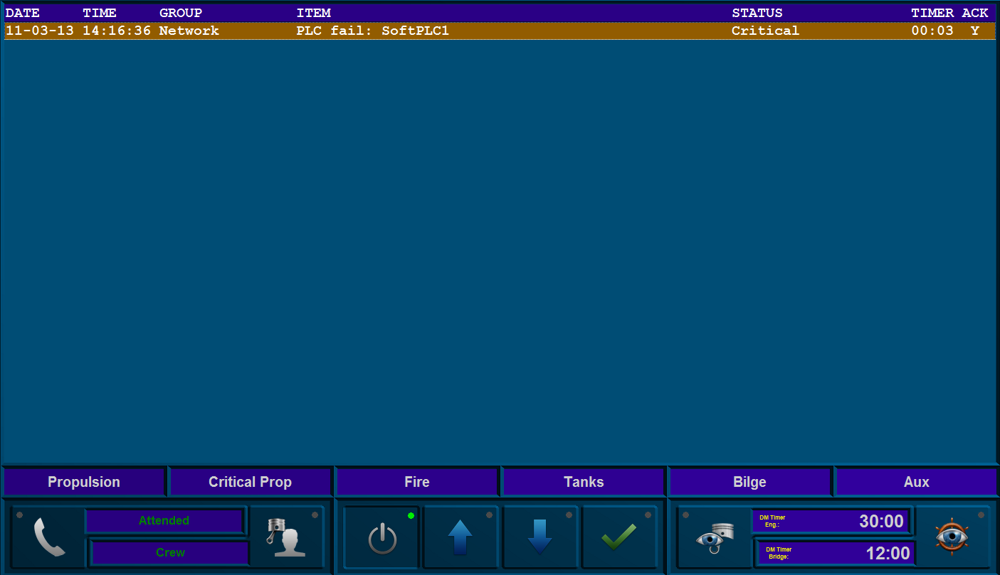 DATE TIME GROUP ITEM STATUS TIMER ACK
11-03-13 14:16:36 Network PLC fail: SoftPLC1 Critical 00:03 Y
Propulsion Critical Prop Fire Tanks Bilge Aux
Attended
Crew
DM Timer
Eng.:
30:00
DM Timer
Bridge:
12:00